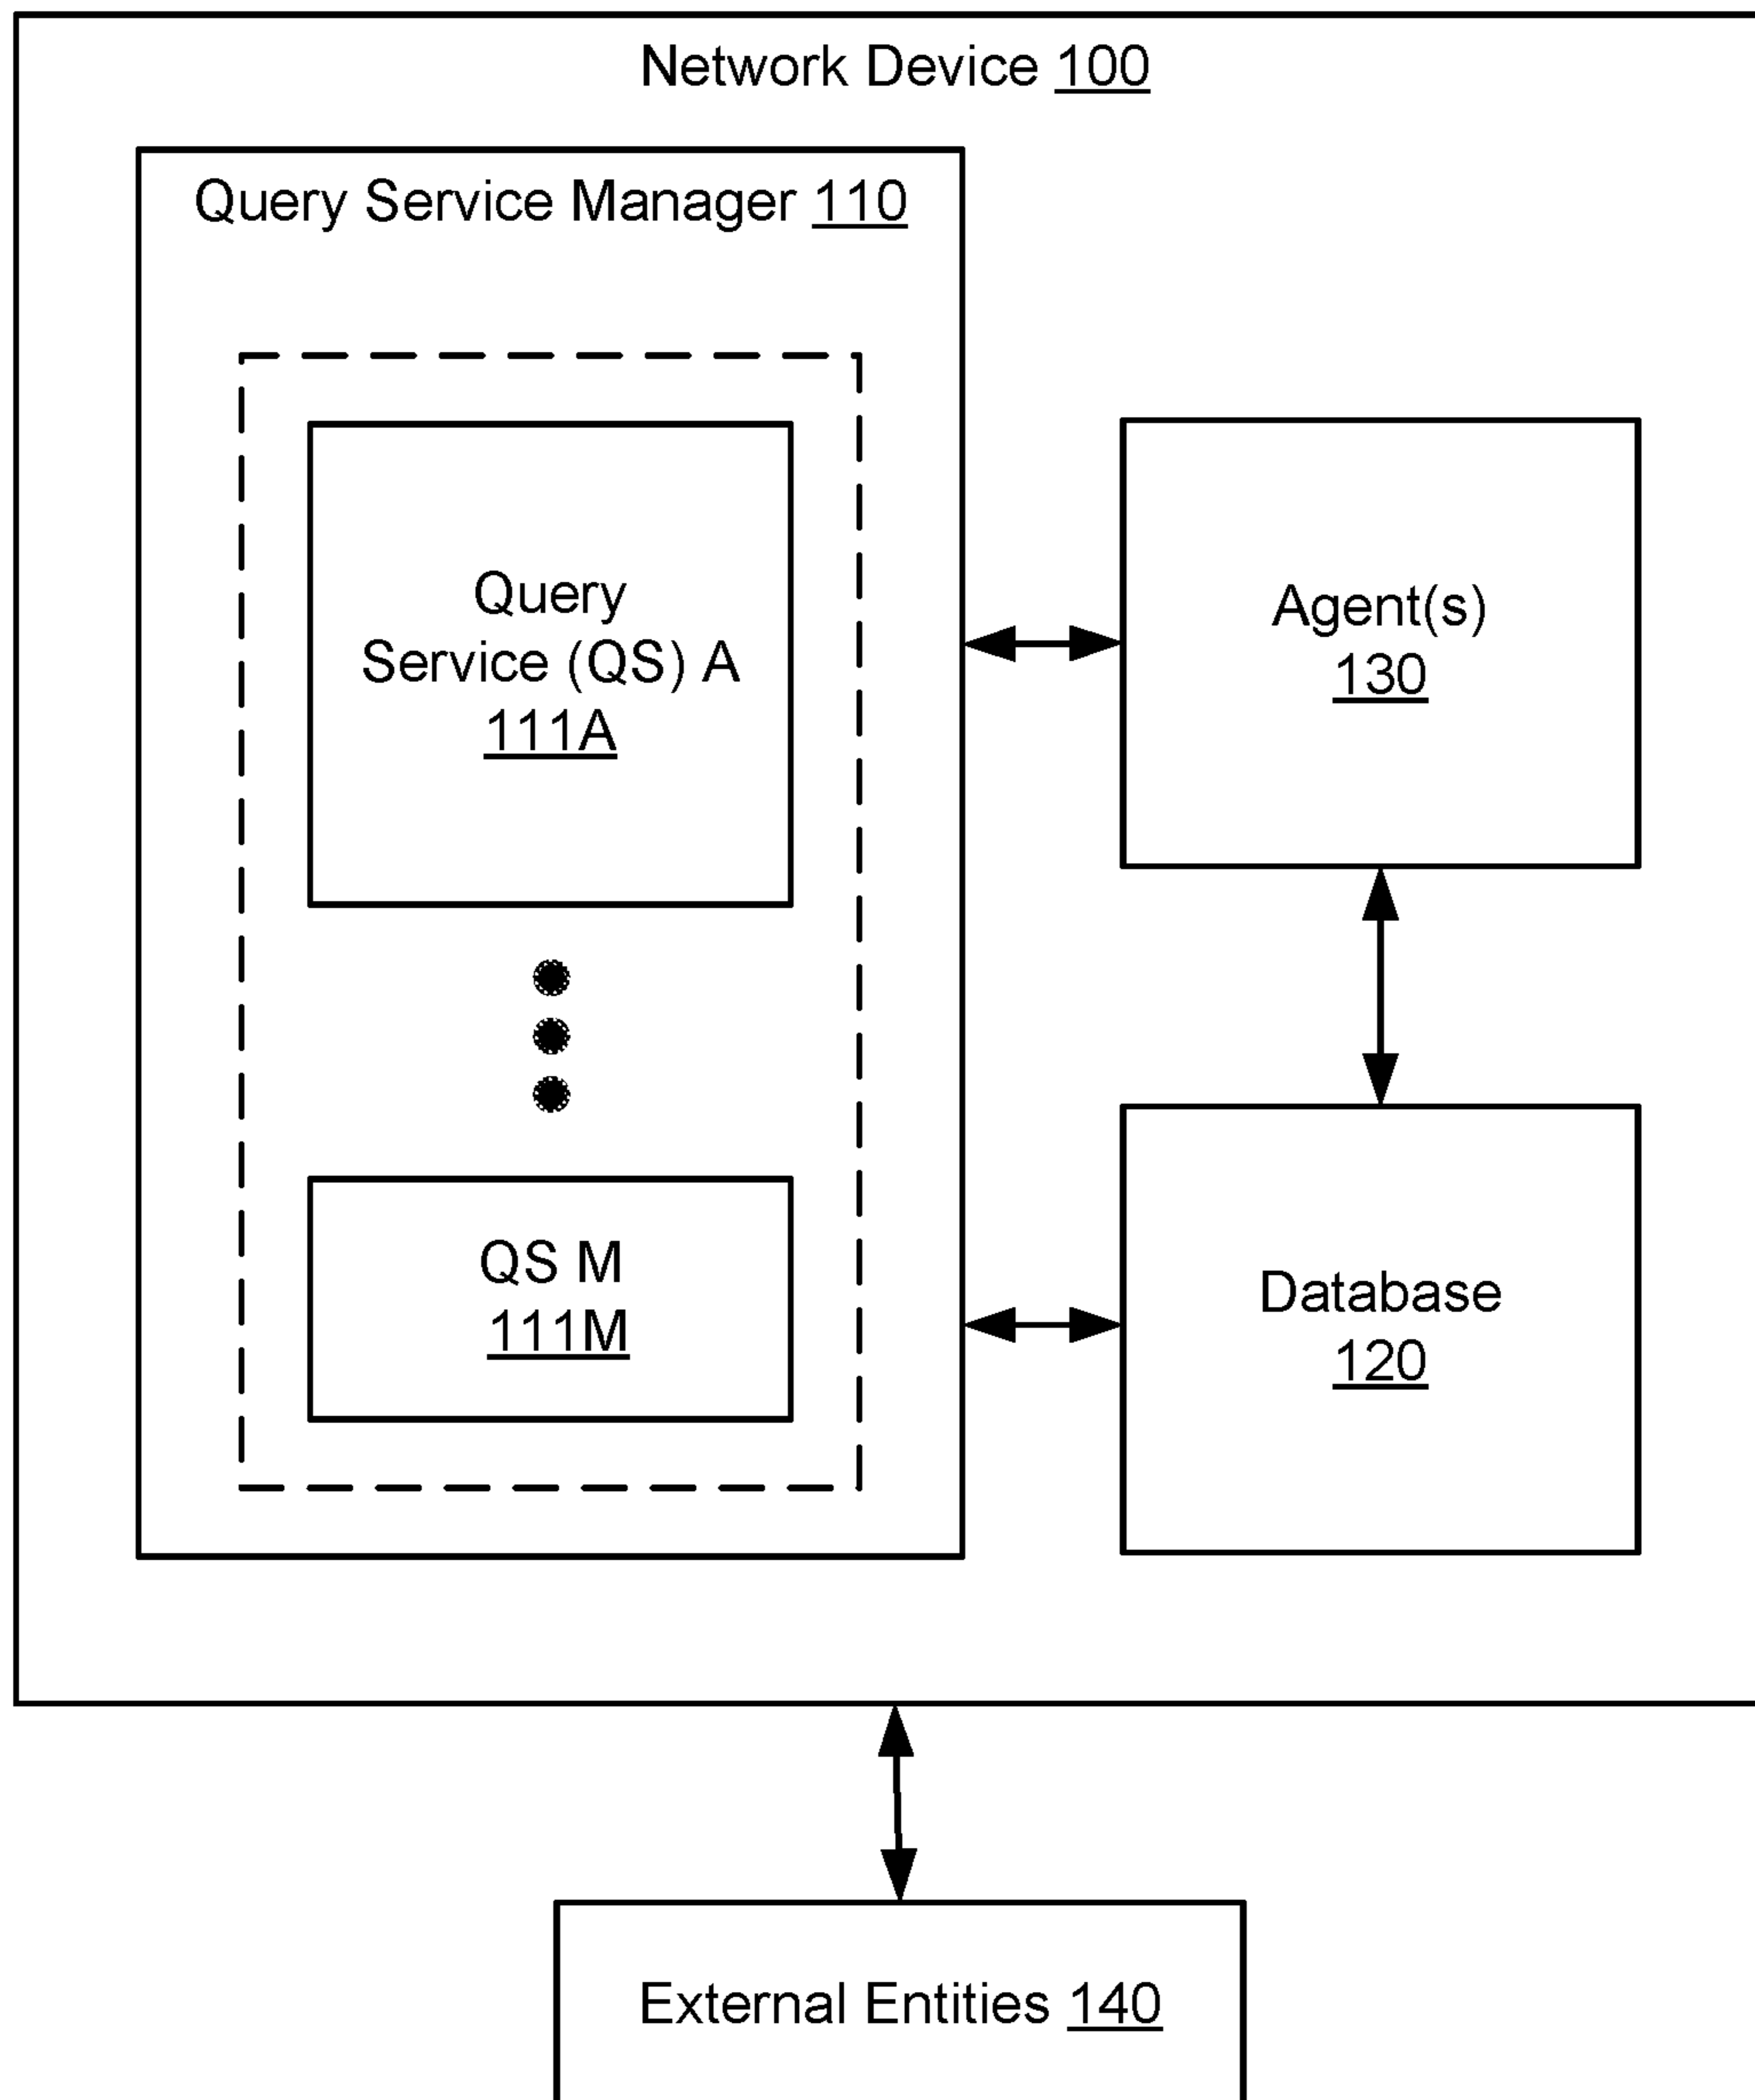 Network Device 100
Query Service Manager 110
Query
Service (QS) A
111A
QS M
111M
Agent(s)
130
Database
120
External Entities 140